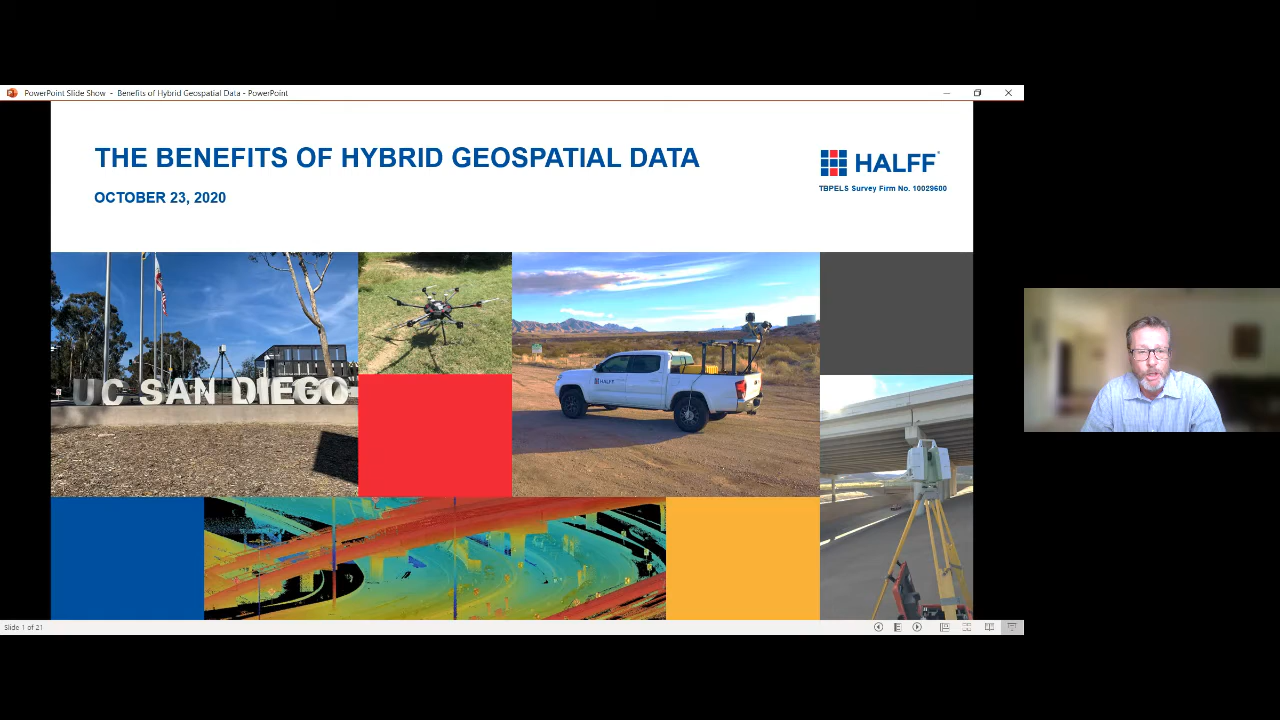 PowerPoint Slide Show - Benefits of Hybrid Geospatial Data - PowerPoint
THE BENEFITS OF HYBRID GEOSPATIAL DATA
OCTOBER 23, 2020
HALFF
TBPELS Survey Firm No. 10029600
UC SAN DIEGO
HALFF
Slide 1 of 21